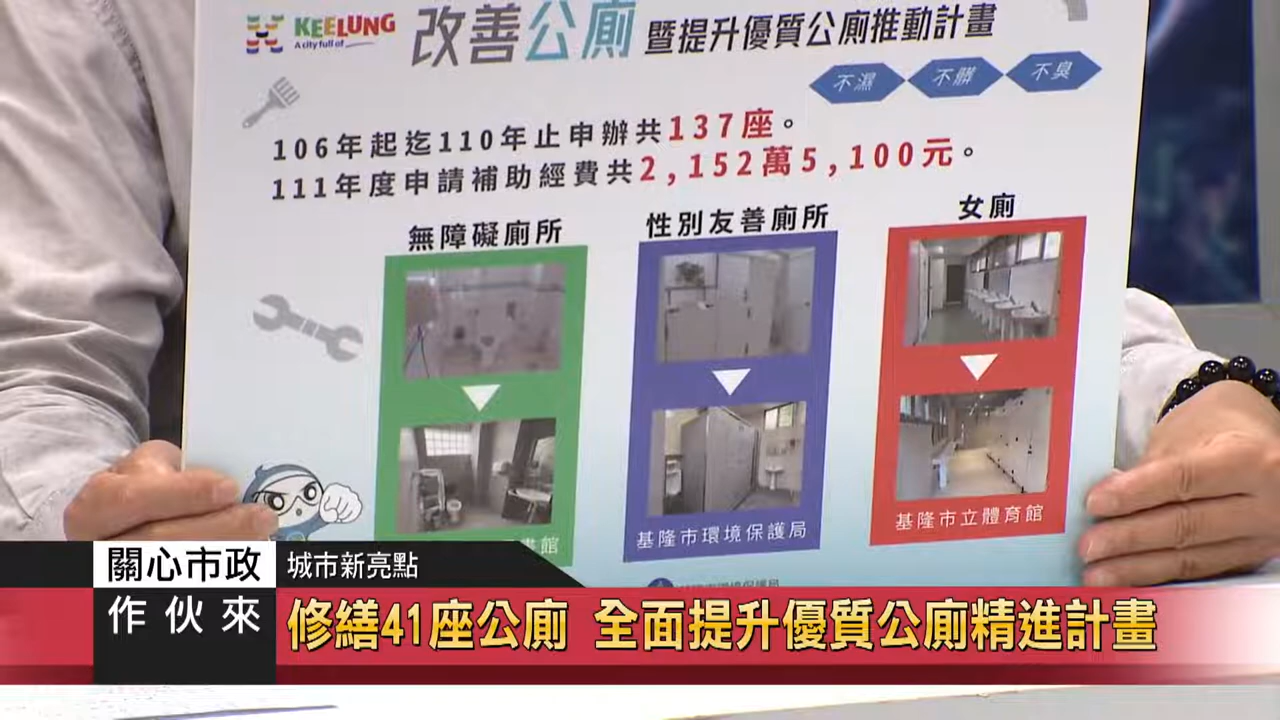 KEELUNG
A city full of
改善公廁暨提升優質公廁推動計畫
不濕 不髒 不臭
106年起迄110年止申辦共137座。
111年度申請補助經費共2,152萬5,100元。
無障礙廁所
性別友善廁所
女廁
館
基隆市環境保護局
基隆市立體育館
關心市政
作伙來
城市新亮點
修繕41座公廁 全面提升優質公廁精進計畫